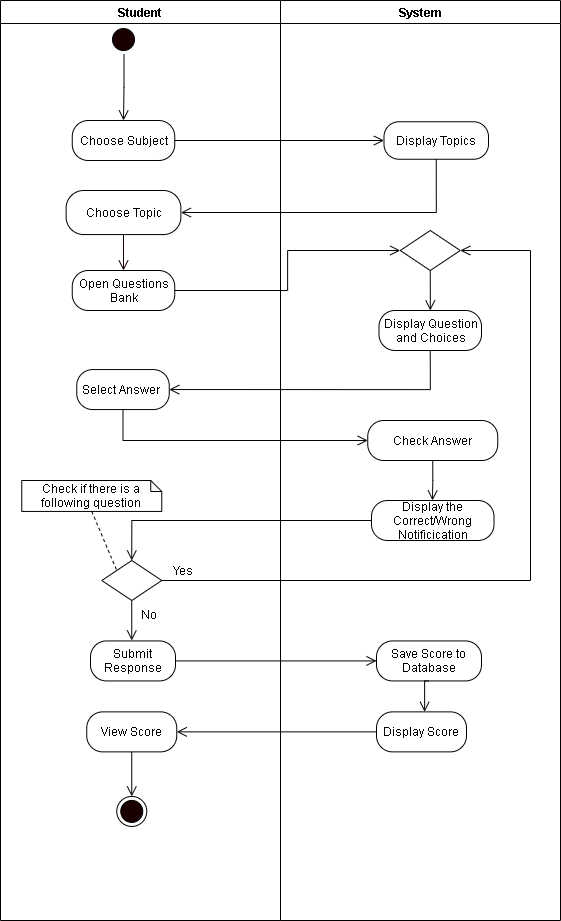 Student
System
Choose Subject
Display Topics
Choose Topic
Open Questions
Bank
Display Question
and Choices
Select Answer
Check Answer
Check if there is a
following question
Display the
Correct/Wrong
Notificication
Yes
No
Submit
Response
Save Score to
Database
View Score
Display Score